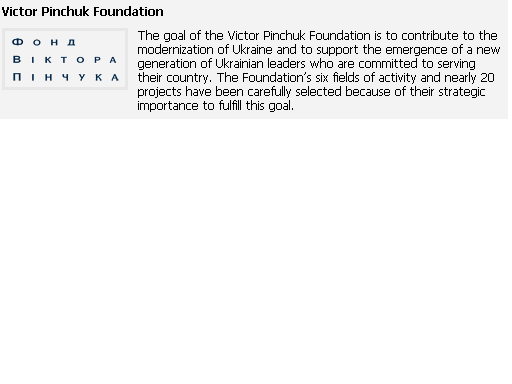 Victor Pinchuk Foundation
Ф О Н Д
В І К Т О Р А
П І Н Ч У К А
The goal of the Victor Pinchuk Foundation is to contribute to the
modernization of Ukraine and to support the emergence of a new
generation of Ukrainian leaders who are committed to serving
their country. The Foundation's six fields of activity and nearly 20
projects have been carefully selected because of their strategic
importance to fulfill this goal.